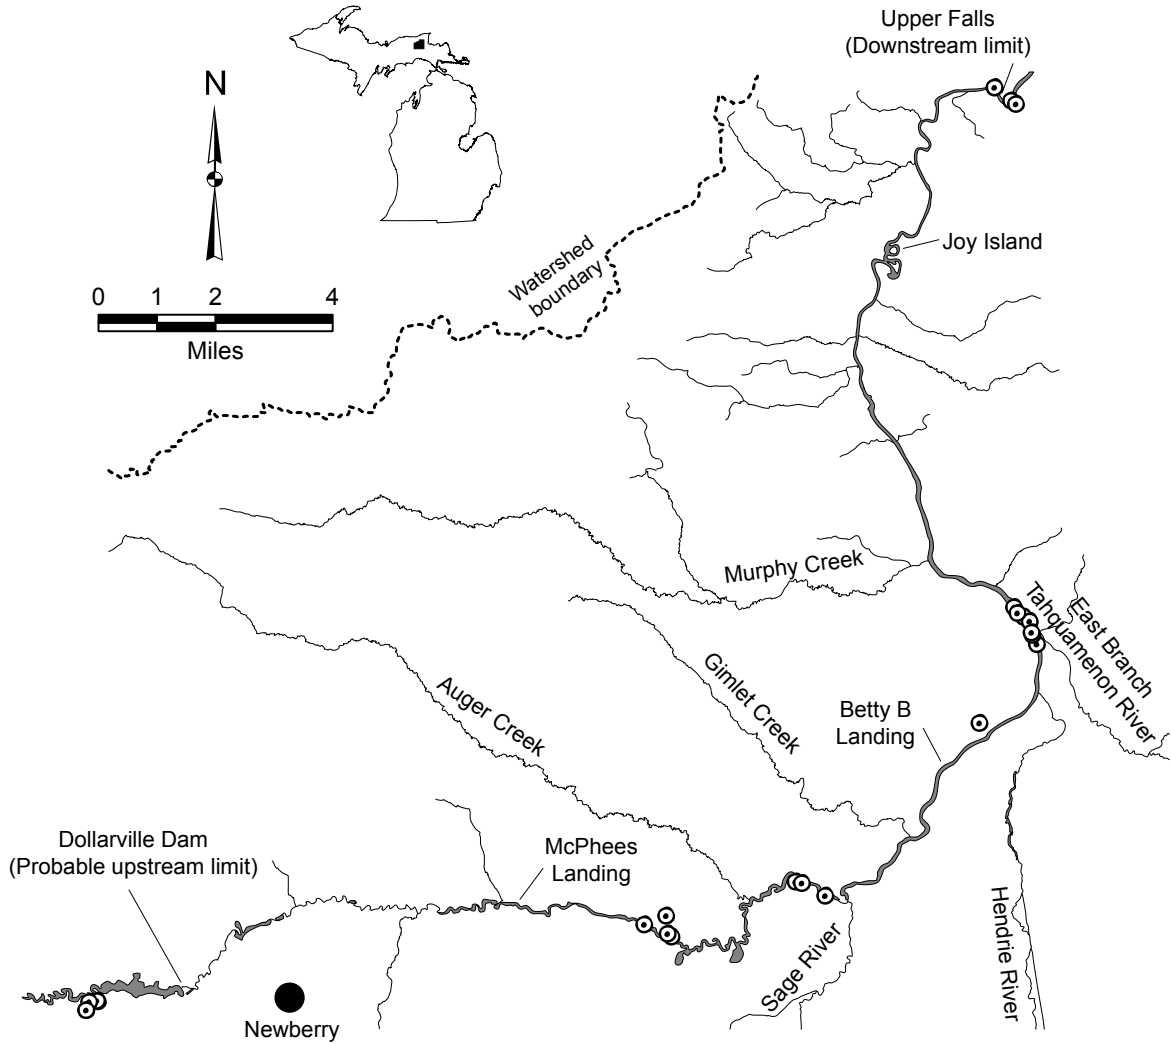 Upper Falls
(Downstream limit)
N
Joy Island
Watershed
boundary
0 2 4
Miles
Murphy Creek
East Branch
Tahquamenon River
Gimlet Creek
Auger Creek
Betty B
Landing
Dollarville Dam
(Probable upstream limit)
McPhees
Landing
Hendrie River
Sage River
Newberry